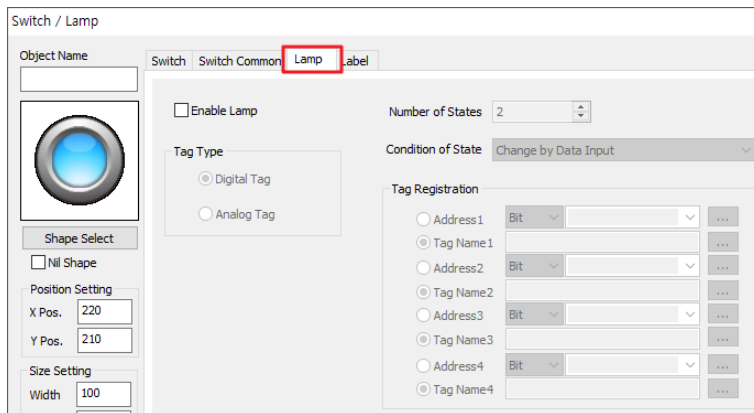 Switch / Lamp
Object Name
Switch Switch Common Lamp Label
Enable Lamp
Number of States 2
Tag Type
Condition of State Change by Data Input
Digital Tag
Analog Tag
Tag Registration
Address1 Bit ...
Tag Name1 ...
Address2 Bit ...
Tag Name2 ...
Address3 Bit ...
Tag Name3 ...
Address4 Bit ...
Tag Name4 ...
Shape Select
Nil Shape
Position Setting
X Pos. 220
Y Pos. 210
Size Setting
Width 100